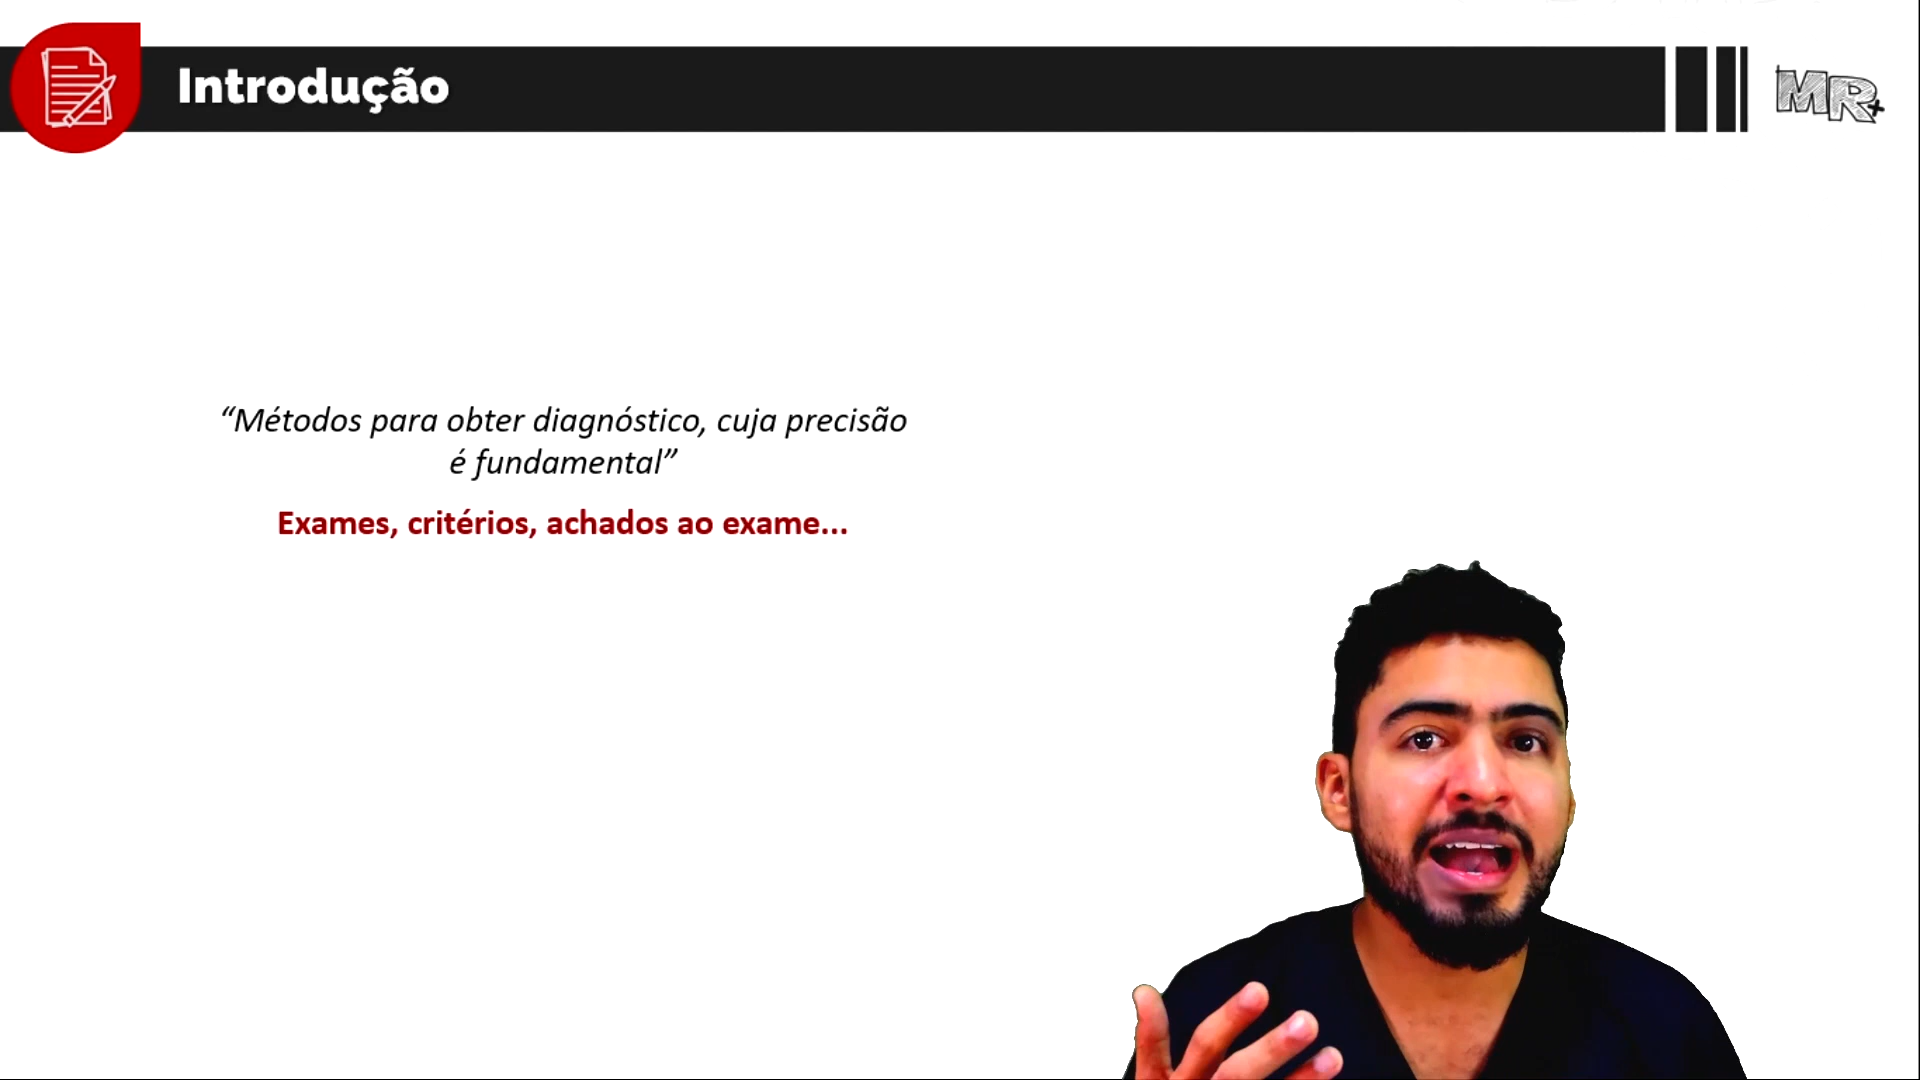 Introdução
MR+
“Métodos para obter diagnóstico, cuja precisão
é fundamental”
Exames, critérios, achados ao exame...